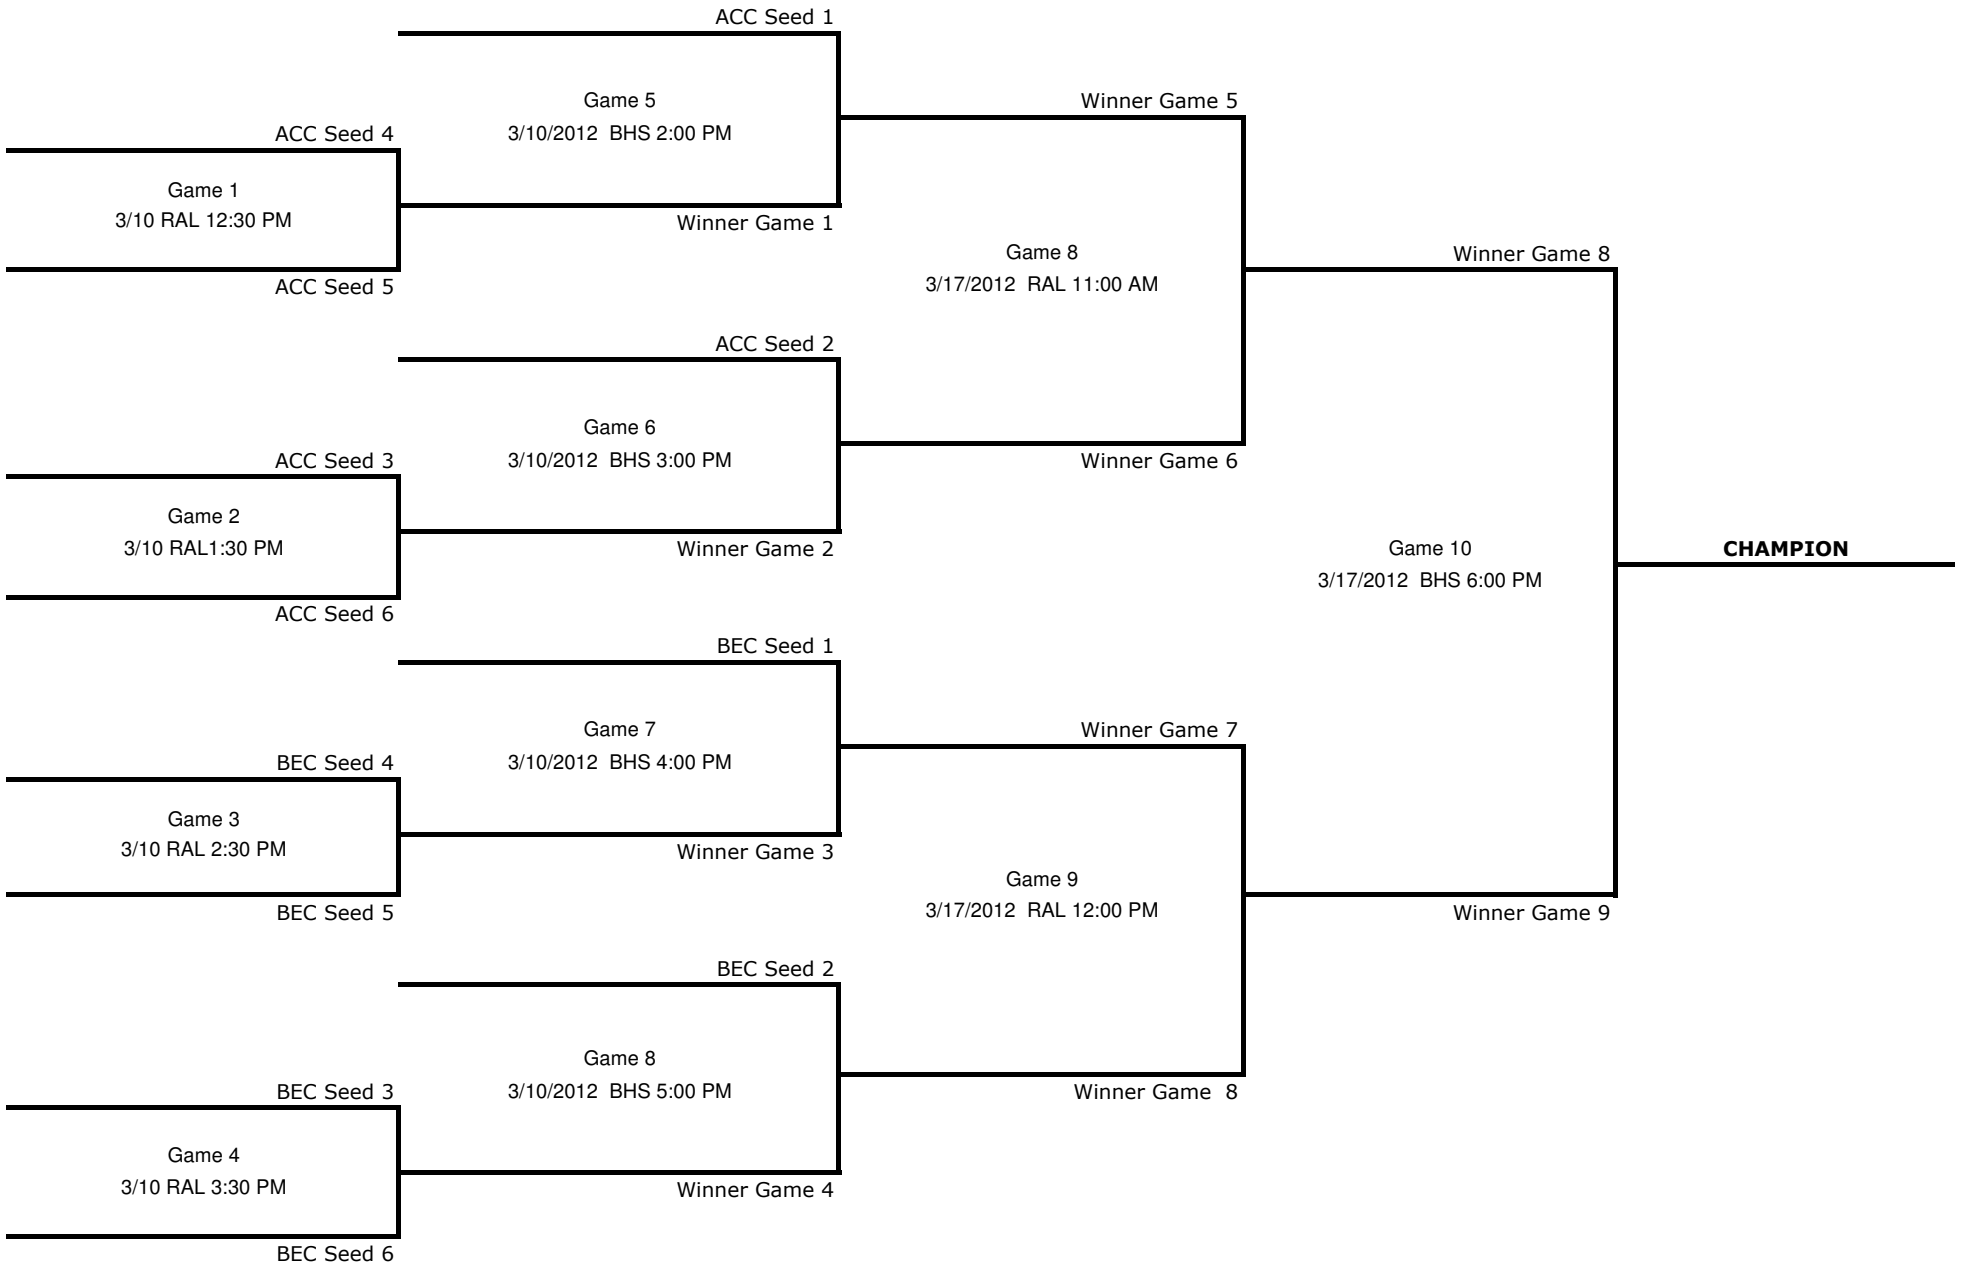 ACC Seed 1
Game 5
3/10/2012  BHS 2:00 PM
Winner Game 5
ACC Seed 4
Game 1
3/10 RAL 12:30 PM
Winner Game 1
ACC Seed 5
Game 8
3/17/2012  RAL 11:00 AM
Winner Game 8
ACC Seed 2
Game 6
3/10/2012  BHS 3:00 PM
Winner Game 6
ACC Seed 3
Game 2
3/10 RAL1:30 PM
Winner Game 2
ACC Seed 6
Game 10
3/17/2012  BHS 6:00 PM
CHAMPION
BEC Seed 1
Game 7
3/10/2012  BHS 4:00 PM
Winner Game 7
BEC Seed 4
Game 3
3/10 RAL 2:30 PM
Winner Game 3
BEC Seed 5
Game 9
3/17/2012  RAL 12:00 PM
Winner Game 9
BEC Seed 2
Game 8
3/10/2012  BHS 5:00 PM
Winner Game  8
BEC Seed 3
Game 4
3/10 RAL 3:30 PM
Winner Game 4
BEC Seed 6